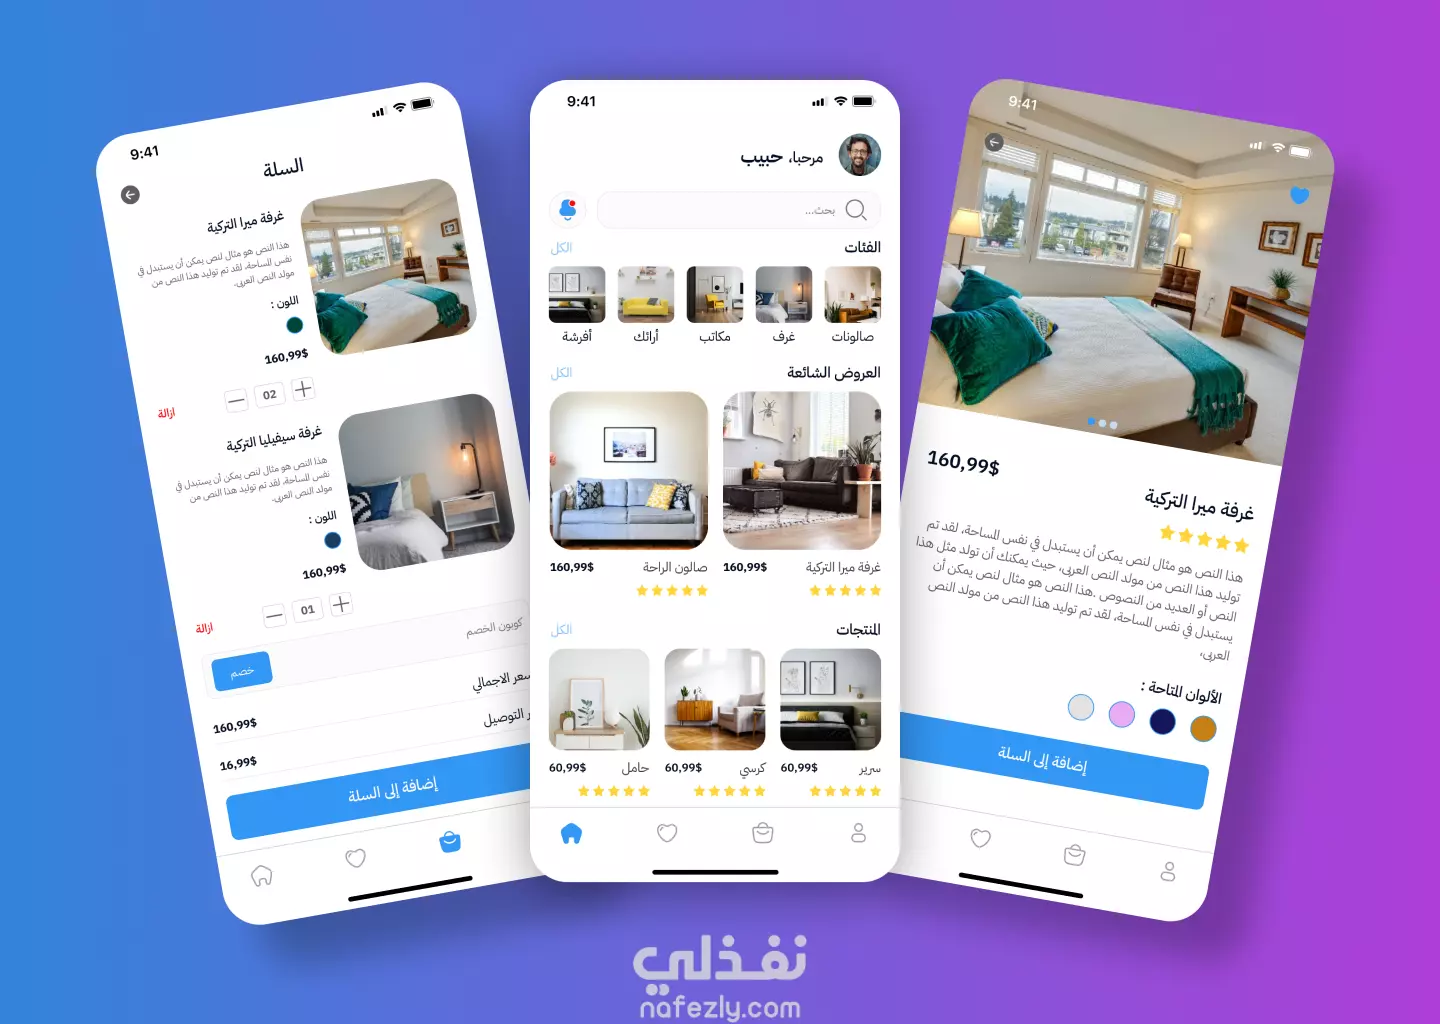 9:41
السلة
غرفة ميرا التركية
هذا النص هو مثال لنص يمكن أن يستبدل في
نفس المساحة، لقد تم توليد هذا النص من
مولد النص العربى.
اللون :
160,99$
02
ازالة
غرفة سيفيليا التركية
هذا النص هو مثال لنص يمكن أن يستبدل في
نفس المساحة، لقد تم توليد هذا النص من
مولد النص العربى.
اللون :
160,99$
01
ازالة
كوبون الخصم
خصم
سعر الاجمالي
160,99$
ر التوصيل
16,99$
إضافة إلى السلة
9:41
مرحبا، حبيب
بحث...
الفئات
الكل
صالونات
غرف
مكاتب
أرائك
أفرشة
العروض الشائعة
الكل
غرفة ميرا التركية
160,99$
صالون الراحة
160,99$
المنتجات
الكل
سرير
60,99$
كرسي
60,99$
حامل
60,99$
9:41
160,99$
غرفة ميرا التركية
هذا النص هو مثال لنص يمكن أن يستبدل في نفس المساحة، لقد تم
توليد هذا النص من مولد النص العربى، حيث يمكنك أن تولد مثل هذا
النص أو العديد من النصوص .هذا النص هو مثال لنص يمكن أن
يستبدل في نفس المساحة، لقد تم توليد هذا النص من مولد النص
العربى،
الألوان المتاحة :
إضافة إلى السلة
نفذلي
nafezly.com